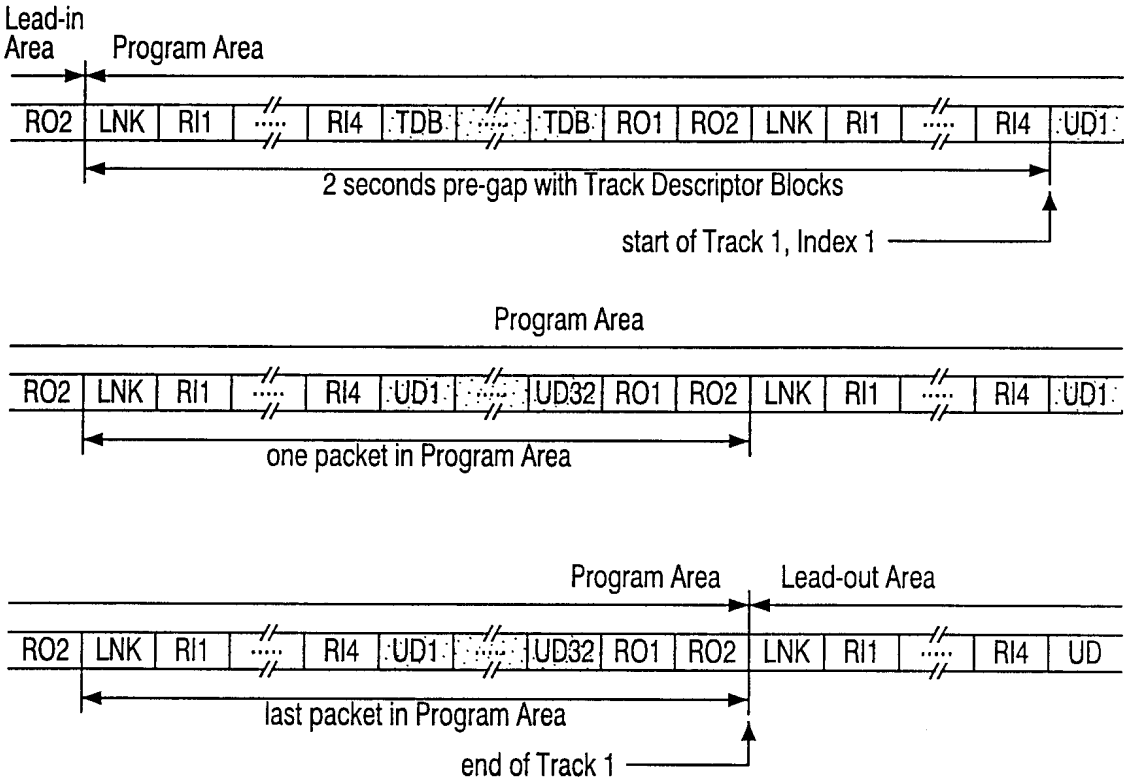 Lead-in
Area Program Area
RO2 LNK RI1 ..... RI4 TDB ..... TDB RO1 RO2 LNK RI1 ..... RI4 UD1
2 seconds pre-gap with Track Descriptor Blocks
start of Track 1, Index 1
Program Area
RO2 LNK RI1 ..... RI4 UD1 ..... UD32 RO1 RO2 LNK RI1 ..... RI4 UD1
one packet in Program Area
Program Area Lead-out Area
RO2 LNK RI1 ..... RI4 UD1 ..... UD32 RO1 RO2 LNK RI1 ..... RI4 UD
last packet in Program Area
end of Track 1